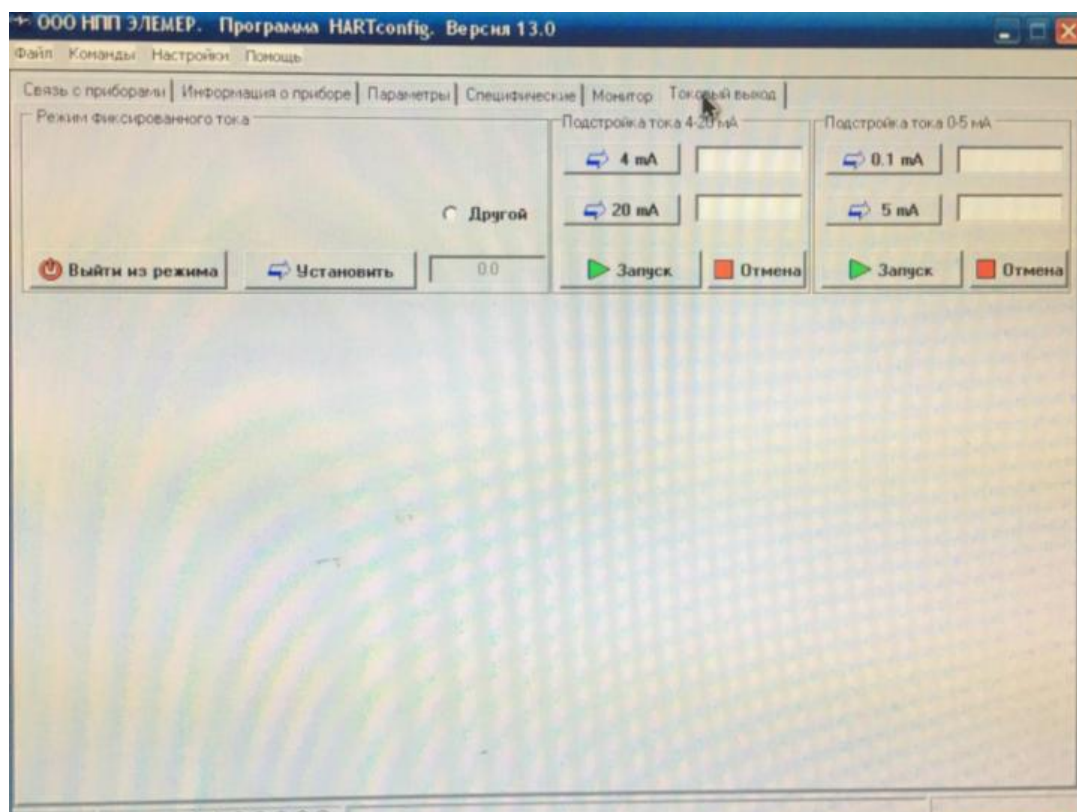 ООО НПП ЭЛЕМЕР. Программа HARTconfig. Версия 13.0
Файл Команды Настройки Помощь
Связь с приборами Информация о приборе Параметры Специфические Монитор Токовый выход
Режим фиксированного тока
Подстройка тока 4-20 мА
Подстройка тока 0-5 мА
4 mA
0.1 mA
Другой
20 mA
5 mA
Выйти из режима
Установить
0.0
Запуск
Отмена
Запуск
Отмена